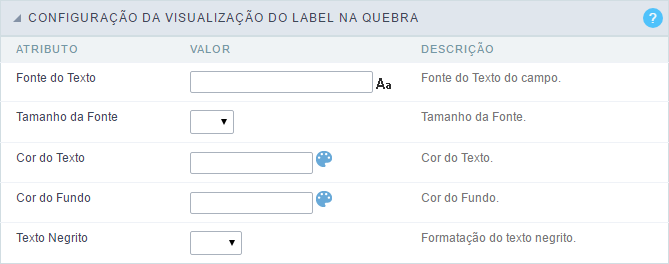 CONFIGURAÇÃO DA VISUALIZAÇÃO DO LABEL NA QUEBRA ?
ATRIBUTO VALOR DESCRIÇÃO
Fonte do Texto Aa Fonte do Texto do campo.
Tamanho da Fonte Tamanho da Fonte.
Cor do Texto Cor do Texto.
Cor do Fundo Cor do Fundo.
Texto Negrito Formatação do texto negrito.